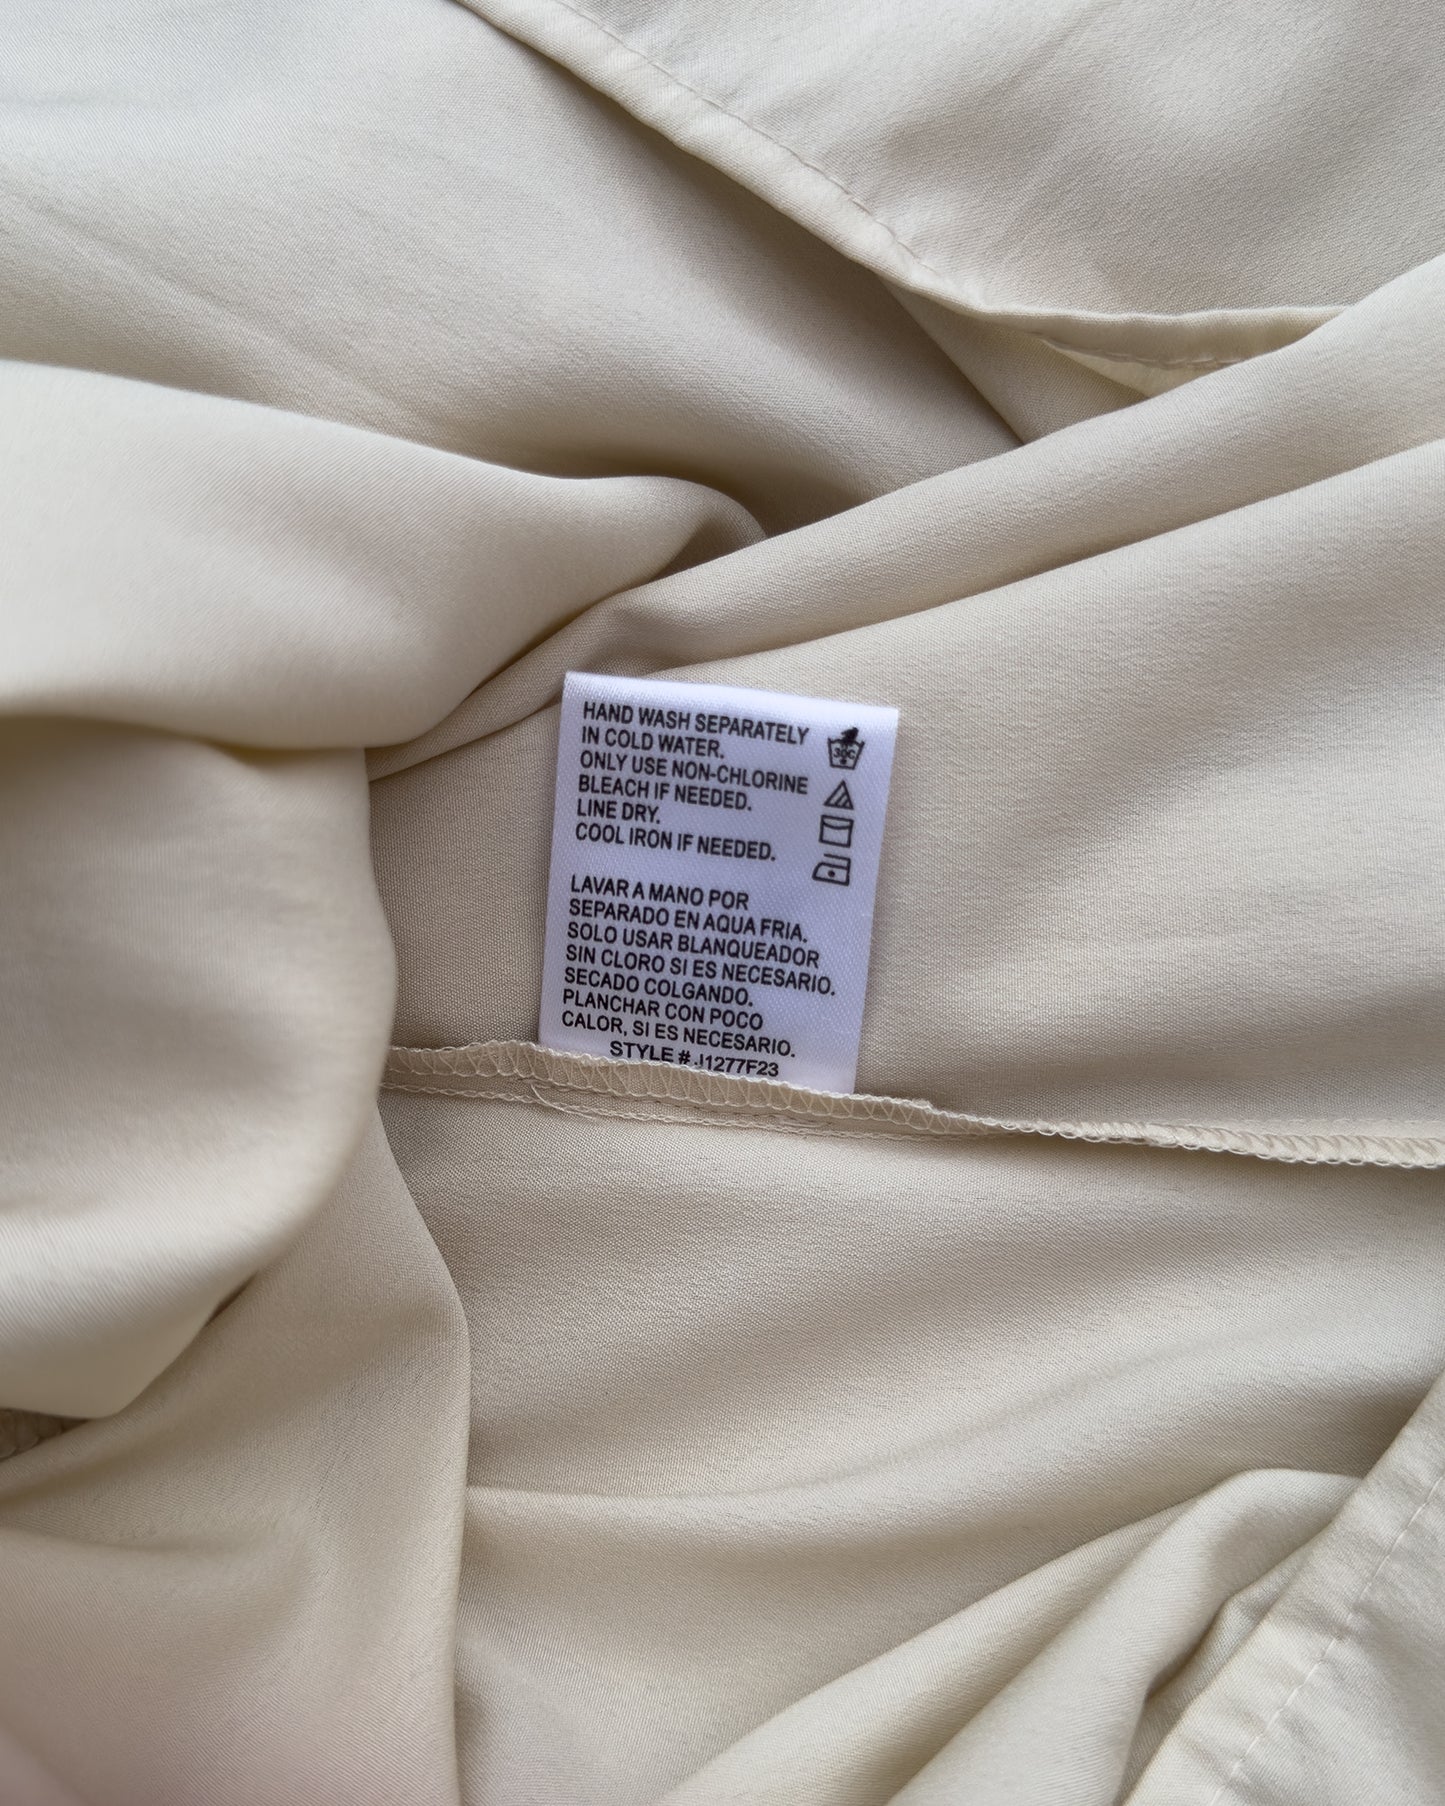 HAND WASH SEPARATELY
IN COLD WATER.
ONLY USE NON-CHLORINE
BLEACH IF NEEDED.
LINE DRY.
COOL IRON IF NEEDED.
30C
LAVAR A MANO POR
SEPARADO EN AQUA FRIA.
SOLO USAR BLANQUEADOR
SIN CLORO SI ES NECESARIO.
SECADO COLGANDO.
PLANCHAR CON POCO
CALOR, SI ES NECESARIO.
STYLE # J1277F23